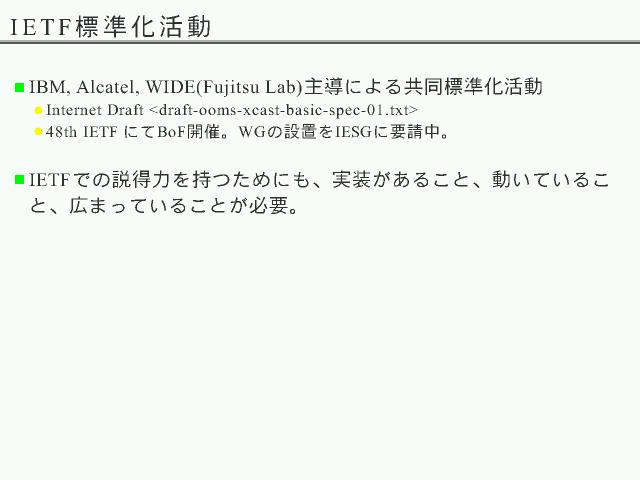 IETF標準化活動
IBM, Alcatel, WIDE(Fujitsu Lab)主導による共同標準化活動
Internet Draft <draft-ooms-xcast-basic-spec-01.txt>
48th IETF にてBoF開催。WGの設置をIESGに要請中。
IETFでの説得力を持つためにも、実装があること、動いているこ
と、広まっていることが必要。